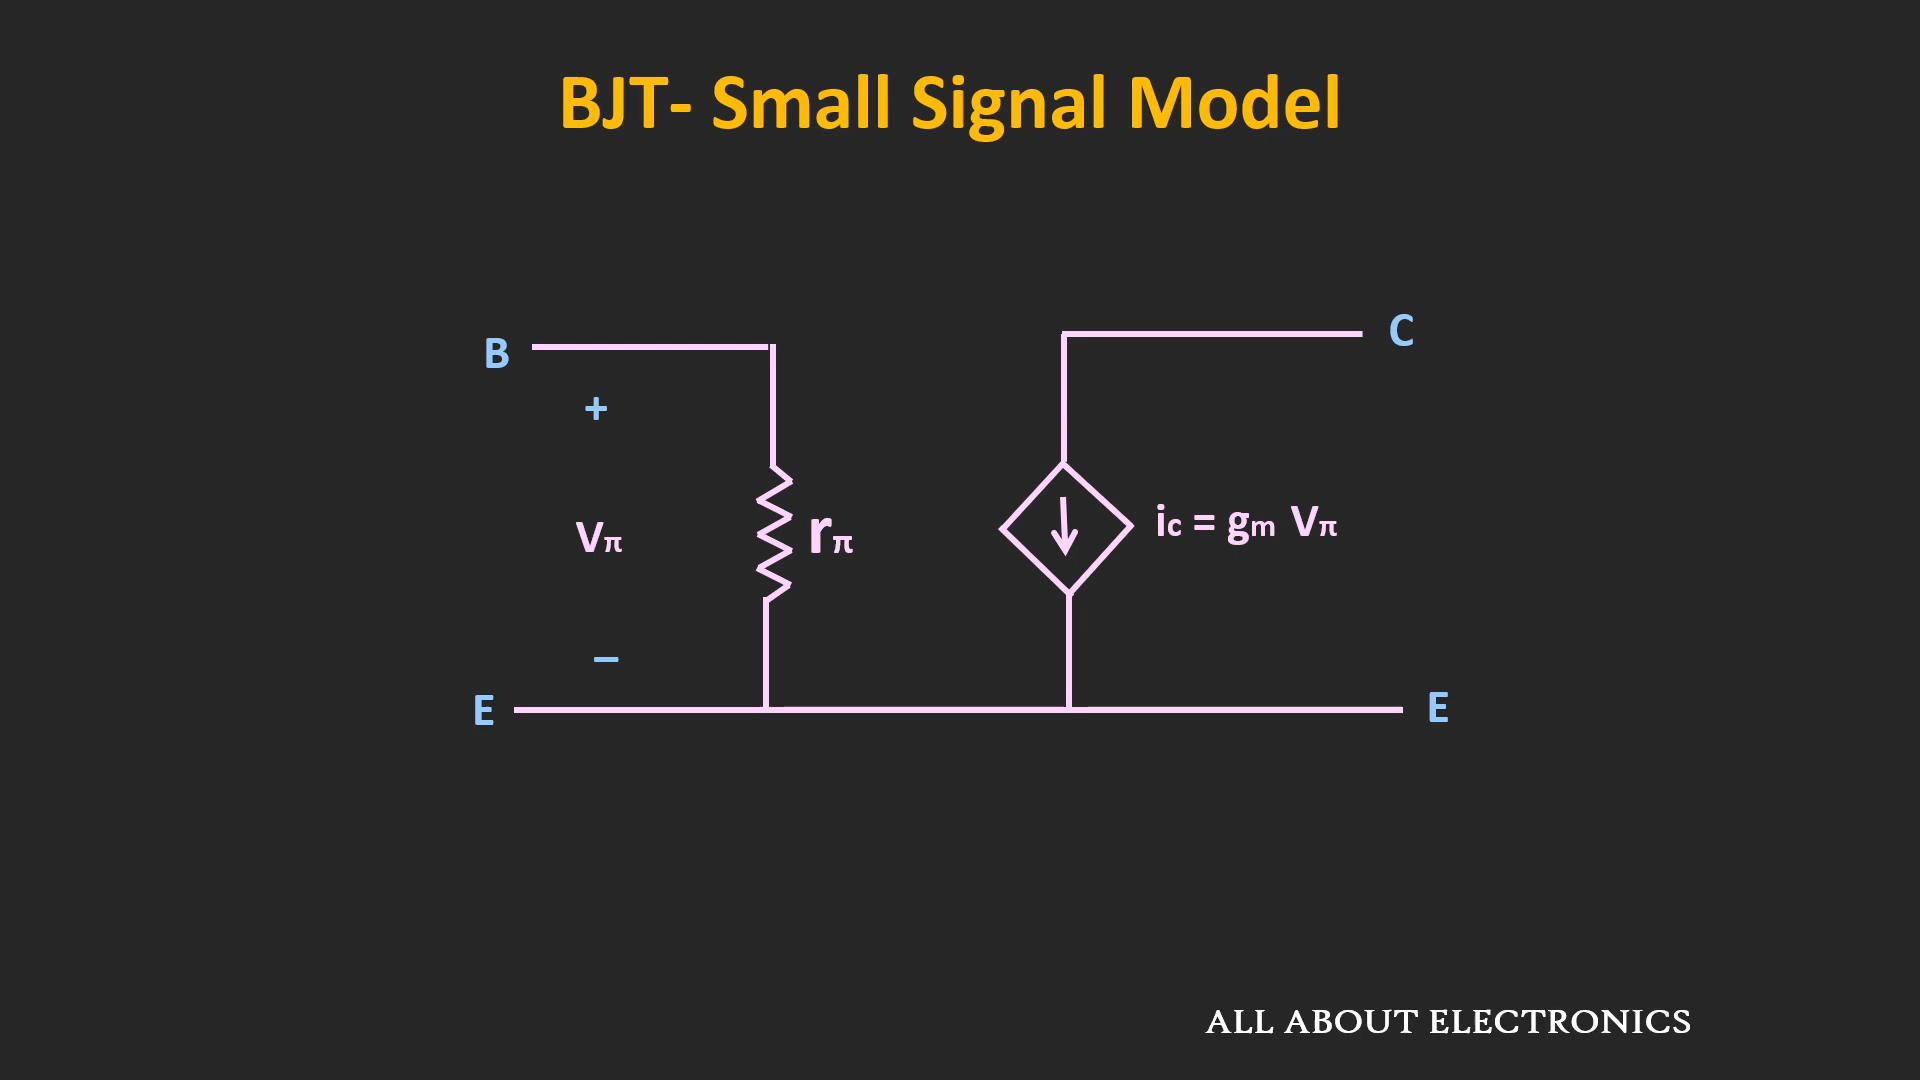 BJT- Small Signal Model
B
C
+
Vπ
rπ
ic = gm Vπ
–
E
E
ALL ABOUT ELECTRONICS